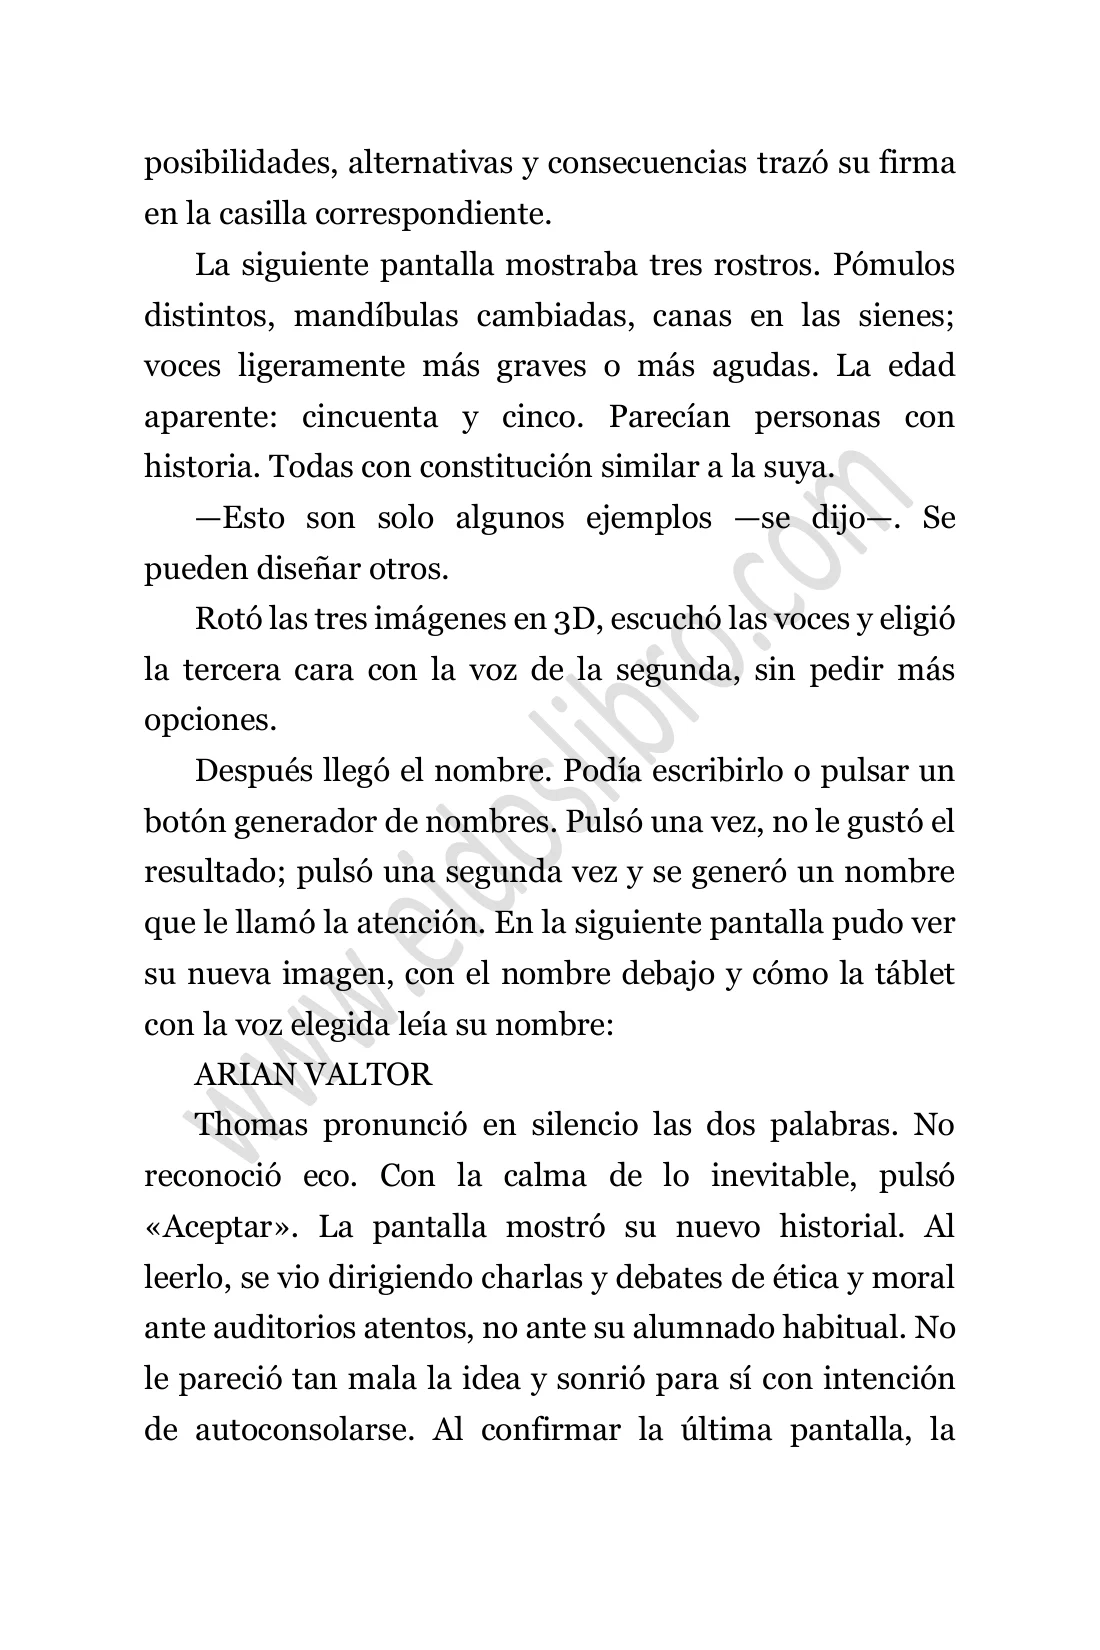 posibilidades, alternativas y consecuencias trazó su firma
en la casilla correspondiente.
La siguiente pantalla mostraba tres rostros. Pómulos
distintos, mandíbulas cambiadas, canas en las sienes;
voces ligeramente más graves o más agudas. La edad
aparente: cincuenta y cinco. Parecían personas con
historia. Todas con constitución similar a la suya.
—Esto son solo algunos ejemplos —se dijo—. Se
pueden diseñar otros.
Rotó las tres imágenes en 3D, escuchó las voces y eligió
la tercera cara con la voz de la segunda, sin pedir más
opciones.
Después llegó el nombre. Podía escribirlo o pulsar un
botón generador de nombres. Pulsó una vez, no le gustó el
resultado; pulsó una segunda vez y se generó un nombre
que le llamó la atención. En la siguiente pantalla pudo ver
su nueva imagen, con el nombre debajo y cómo la táblet
con la voz elegida leía su nombre:
ARIAN VALTOR
Thomas pronunció en silencio las dos palabras. No
reconoció eco. Con la calma de lo inevitable, pulsó
«Aceptar». La pantalla mostró su nuevo historial. Al
leerlo, se vio dirigiendo charlas y debates de ética y moral
ante auditorios atentos, no ante su alumnado habitual. No
le pareció tan mala la idea y sonrió para sí con intención
de autoconsolarse. Al confirmar la última pantalla, la
www.eidoslibro.com